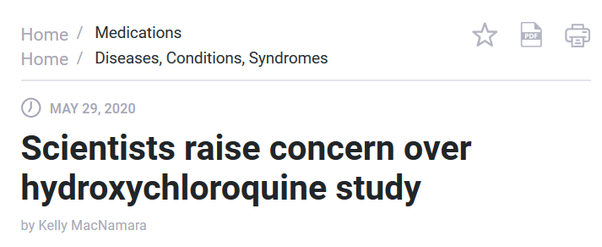 Home / Medications
Home / Diseases, Conditions, Syndromes
PDF
MAY 29, 2020
Scientists raise concern over
hydroxychloroquine study
by Kelly MacNamara